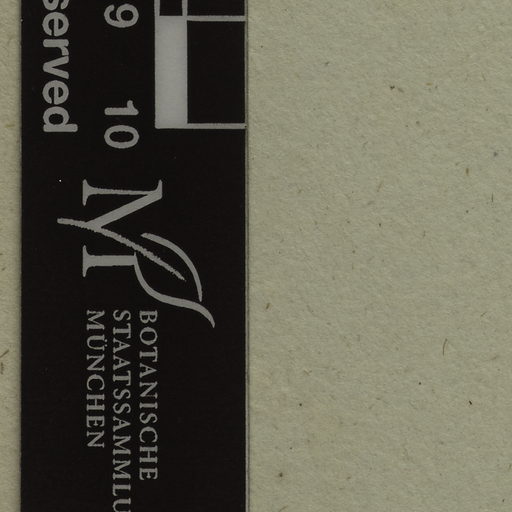 served
9 10
M
BOTANISCHE
STAATSSAMMLU
MÜNCHEN